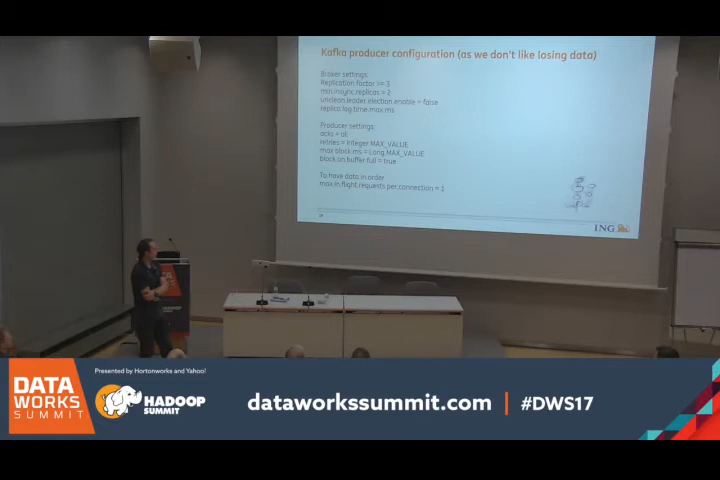 Kafka producer configuration (as we don't like losing data)
Broker settings:
Replication factor >= 3
min.insync.replicas = 2
unclean.leader.election.enable = false
replica.lag.time.max.ms
Producer settings:
acks = all
retries = Integer.MAX_VALUE
max.block.ms = Long.MAX_VALUE
block.on.buffer.full = true
To have data in order
max.in.flight.requests.per.connection = 1
ING
DATA
DATA
WORKS
SUMMIT
Presented by Hortonworks and Yahoo!
HADOOP
SUMMIT
dataworkssummit.com | #DWS17